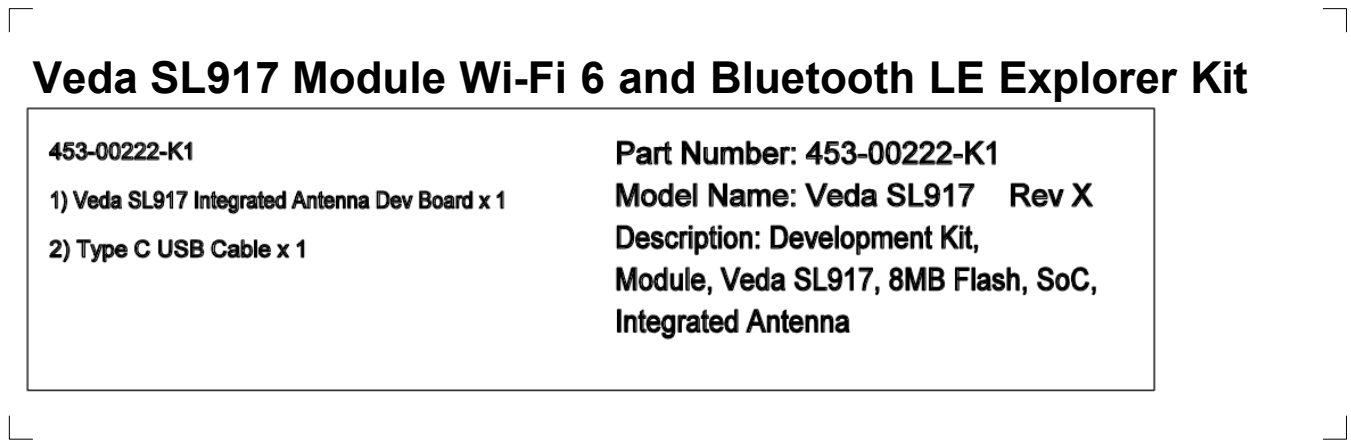 Veda SL917 Module Wi-Fi 6 and Bluetooth LE Explorer Kit
453-00222-K1
1) Veda SL917 Integrated Antenna Dev Board x 1
2) Type C USB Cable x 1
Part Number: 453-00222-K1
Model Name: Veda SL917 Rev X
Description: Development Kit,
Module, Veda SL917, 8MB Flash, SoC,
Integrated Antenna